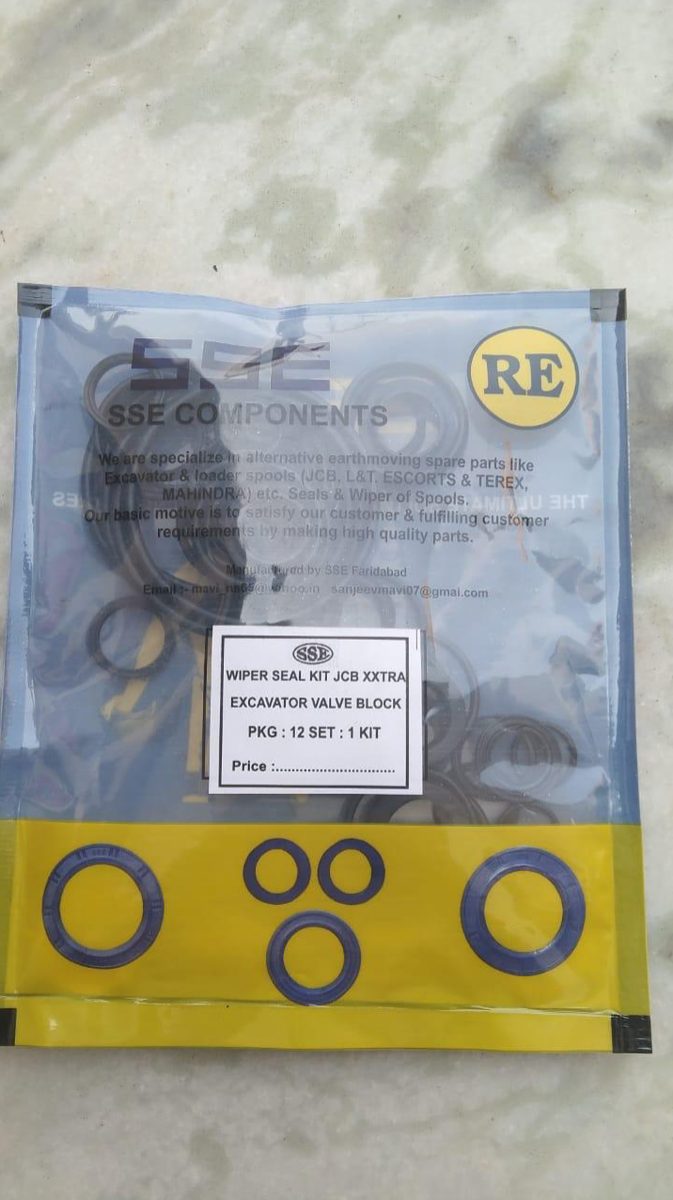 SSE
RE
SSE COMPONENTS
We are specialize in alternative earthmoving spare parts like
Excavator & loader spools (JCB, L&T, ESCORTS & TEREX,
MAHINDRA) etc. Seals & Wiper of Spools.
Our basic motive is to satisfy our customer & fulfilling customer
requirements by making high quality parts.
THE
Manufactured by SSE Faridabad
Email :- sanjeevmavi07@gmai.com
SSE
WIPER SEAL KIT JCB XXTRA
EXCAVATOR VALVE BLOCK
PKG : 12 SET : 1 KIT
Price :..............................